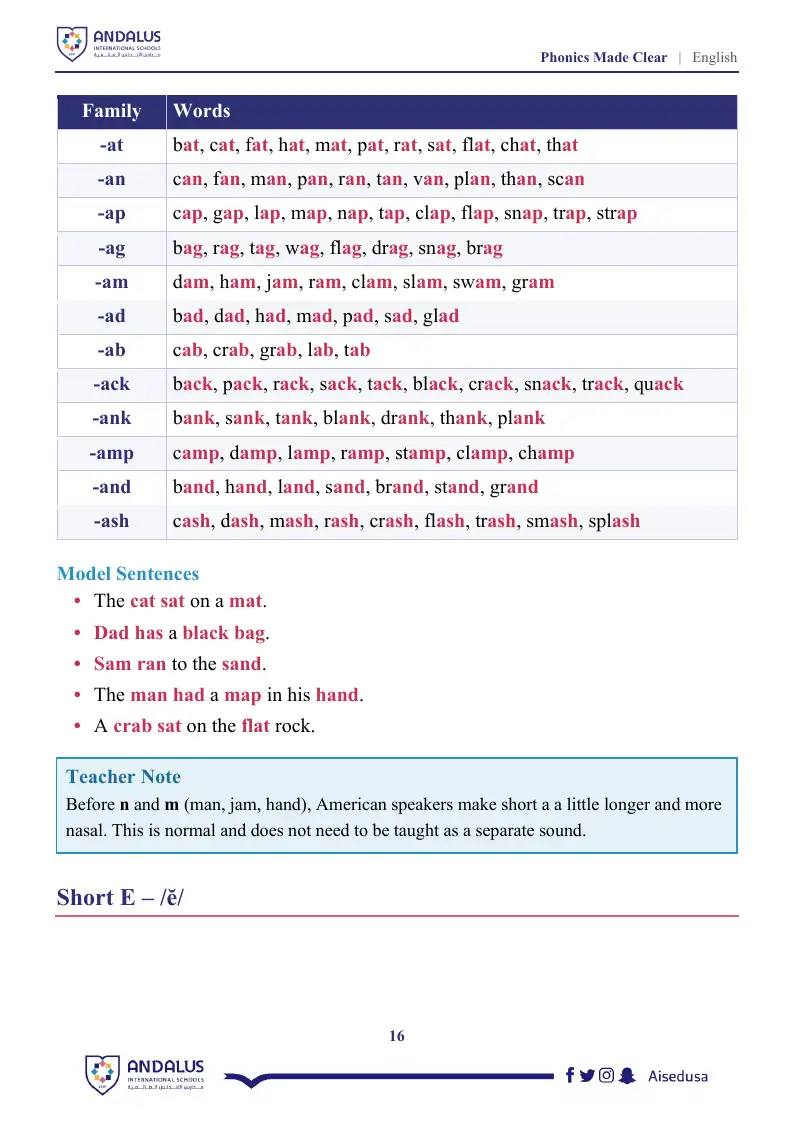 ANDALUS
INTERNATIONAL SCHOOLS
مدارس الأندلس العالمية
Phonics Made Clear | English
Family Words
-at bat, cat, fat, hat, mat, pat, rat, sat, flat, chat, that
-an can, fan, man, pan, ran, tan, van, plan, than, scan
-ap cap, gap, lap, map, nap, tap, clap, flap, snap, trap, strap
-ag bag, rag, tag, wag, flag, drag, snag, brag
-am dam, ham, jam, ram, clam, slam, swam, gram
-ad bad, dad, had, mad, pad, sad, glad
-ab cab, crab, grab, lab, tab
-ack back, pack, rack, sack, tack, black, crack, snack, track, quack
-ank bank, sank, tank, blank, drank, thank, plank
-amp camp, damp, lamp, ramp, stamp, clamp, champ
-and band, hand, land, sand, brand, stand, grand
-ash cash, dash, mash, rash, crash, flash, trash, smash, splash
Model Sentences
• The cat sat on a mat.
• Dad has a black bag.
• Sam ran to the sand.
• The man had a map in his hand.
• A crab sat on the flat rock.
Teacher Note
Before n and m (man, jam, hand), American speakers make short a a little longer and more
nasal. This is normal and does not need to be taught as a separate sound.
Short E – /ĕ/
16
ANDALUS
INTERNATIONAL SCHOOLS
مدارس الأندلس العالمية
Aisedusa